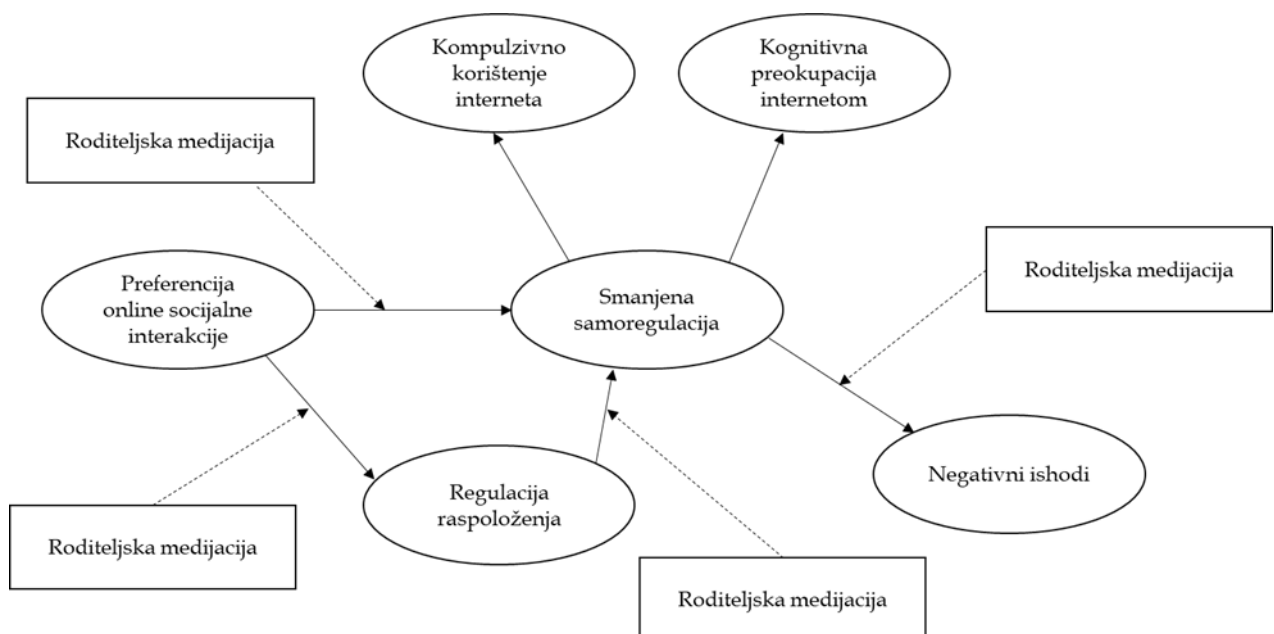 Kompulzivno
korištenje
interneta
Kognitivna
preokupacija
internetom
Roditeljska medijacija
Preferencija
online socijalne
interakcije
Smanjena
samoregulacija
Roditeljska medijacija
Regulacija
raspoloženja
Negativni ishodi
Roditeljska medijacija
Roditeljska medijacija